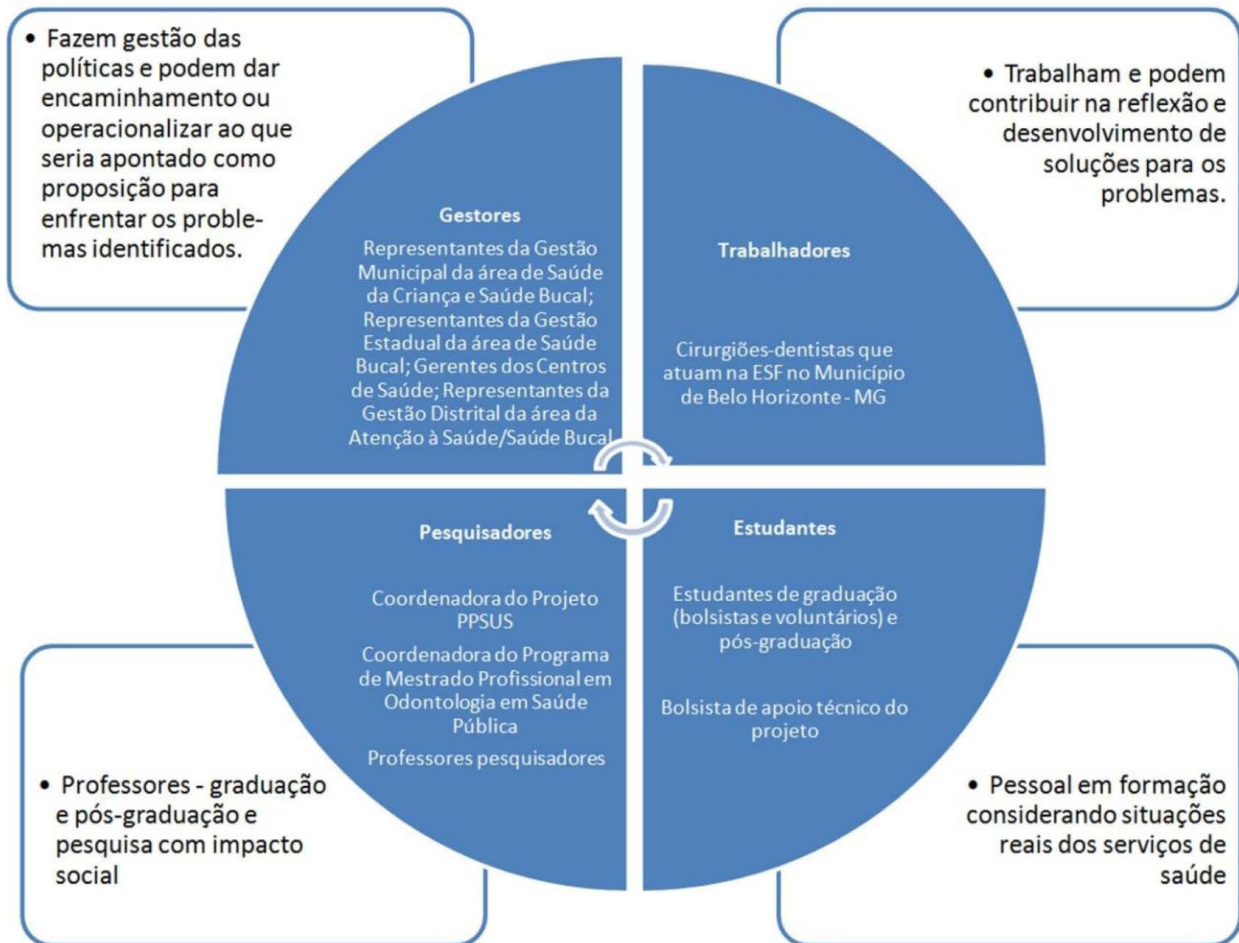 • Fazem gestão das
políticas e podem dar
encaminhamento ou
operacionalizar ao que
seria apontado como
proposição para
enfrentar os proble-
mas identificados.
• Trabalham e podem
contribuir na reflexão e
desenvolvimento de
soluções para os
problemas.
Gestores
Representantes da Gestão
Municipal da área de Saúde
da Criança e Saúde Bucal;
Representantes da Gestão
Estadual da área de Saúde
Bucal; Gerentes dos Centros
de Saúde; Representantes da
Gestão Distrital da área da
Atenção à Saúde/Saúde Bucal
Trabalhadores
Cirurgiões-dentistas que
atuam na ESF no Município
de Belo Horizonte - MG
Pesquisadores
Coordenadora do Projeto
PPSUS
Coordenadora do Programa
de Mestrado Profissional em
Odontologia em Saúde
Pública
Professores pesquisadores
Estudantes
Estudantes de graduação
(bolsistas e voluntários) e
pós-graduação
Bolsista de apoio técnico do
projeto
• Professores - graduação
e pós-graduação e
pesquisa com impacto
social
• Pessoal em formação
considerando situações
reais dos serviços de
saúde